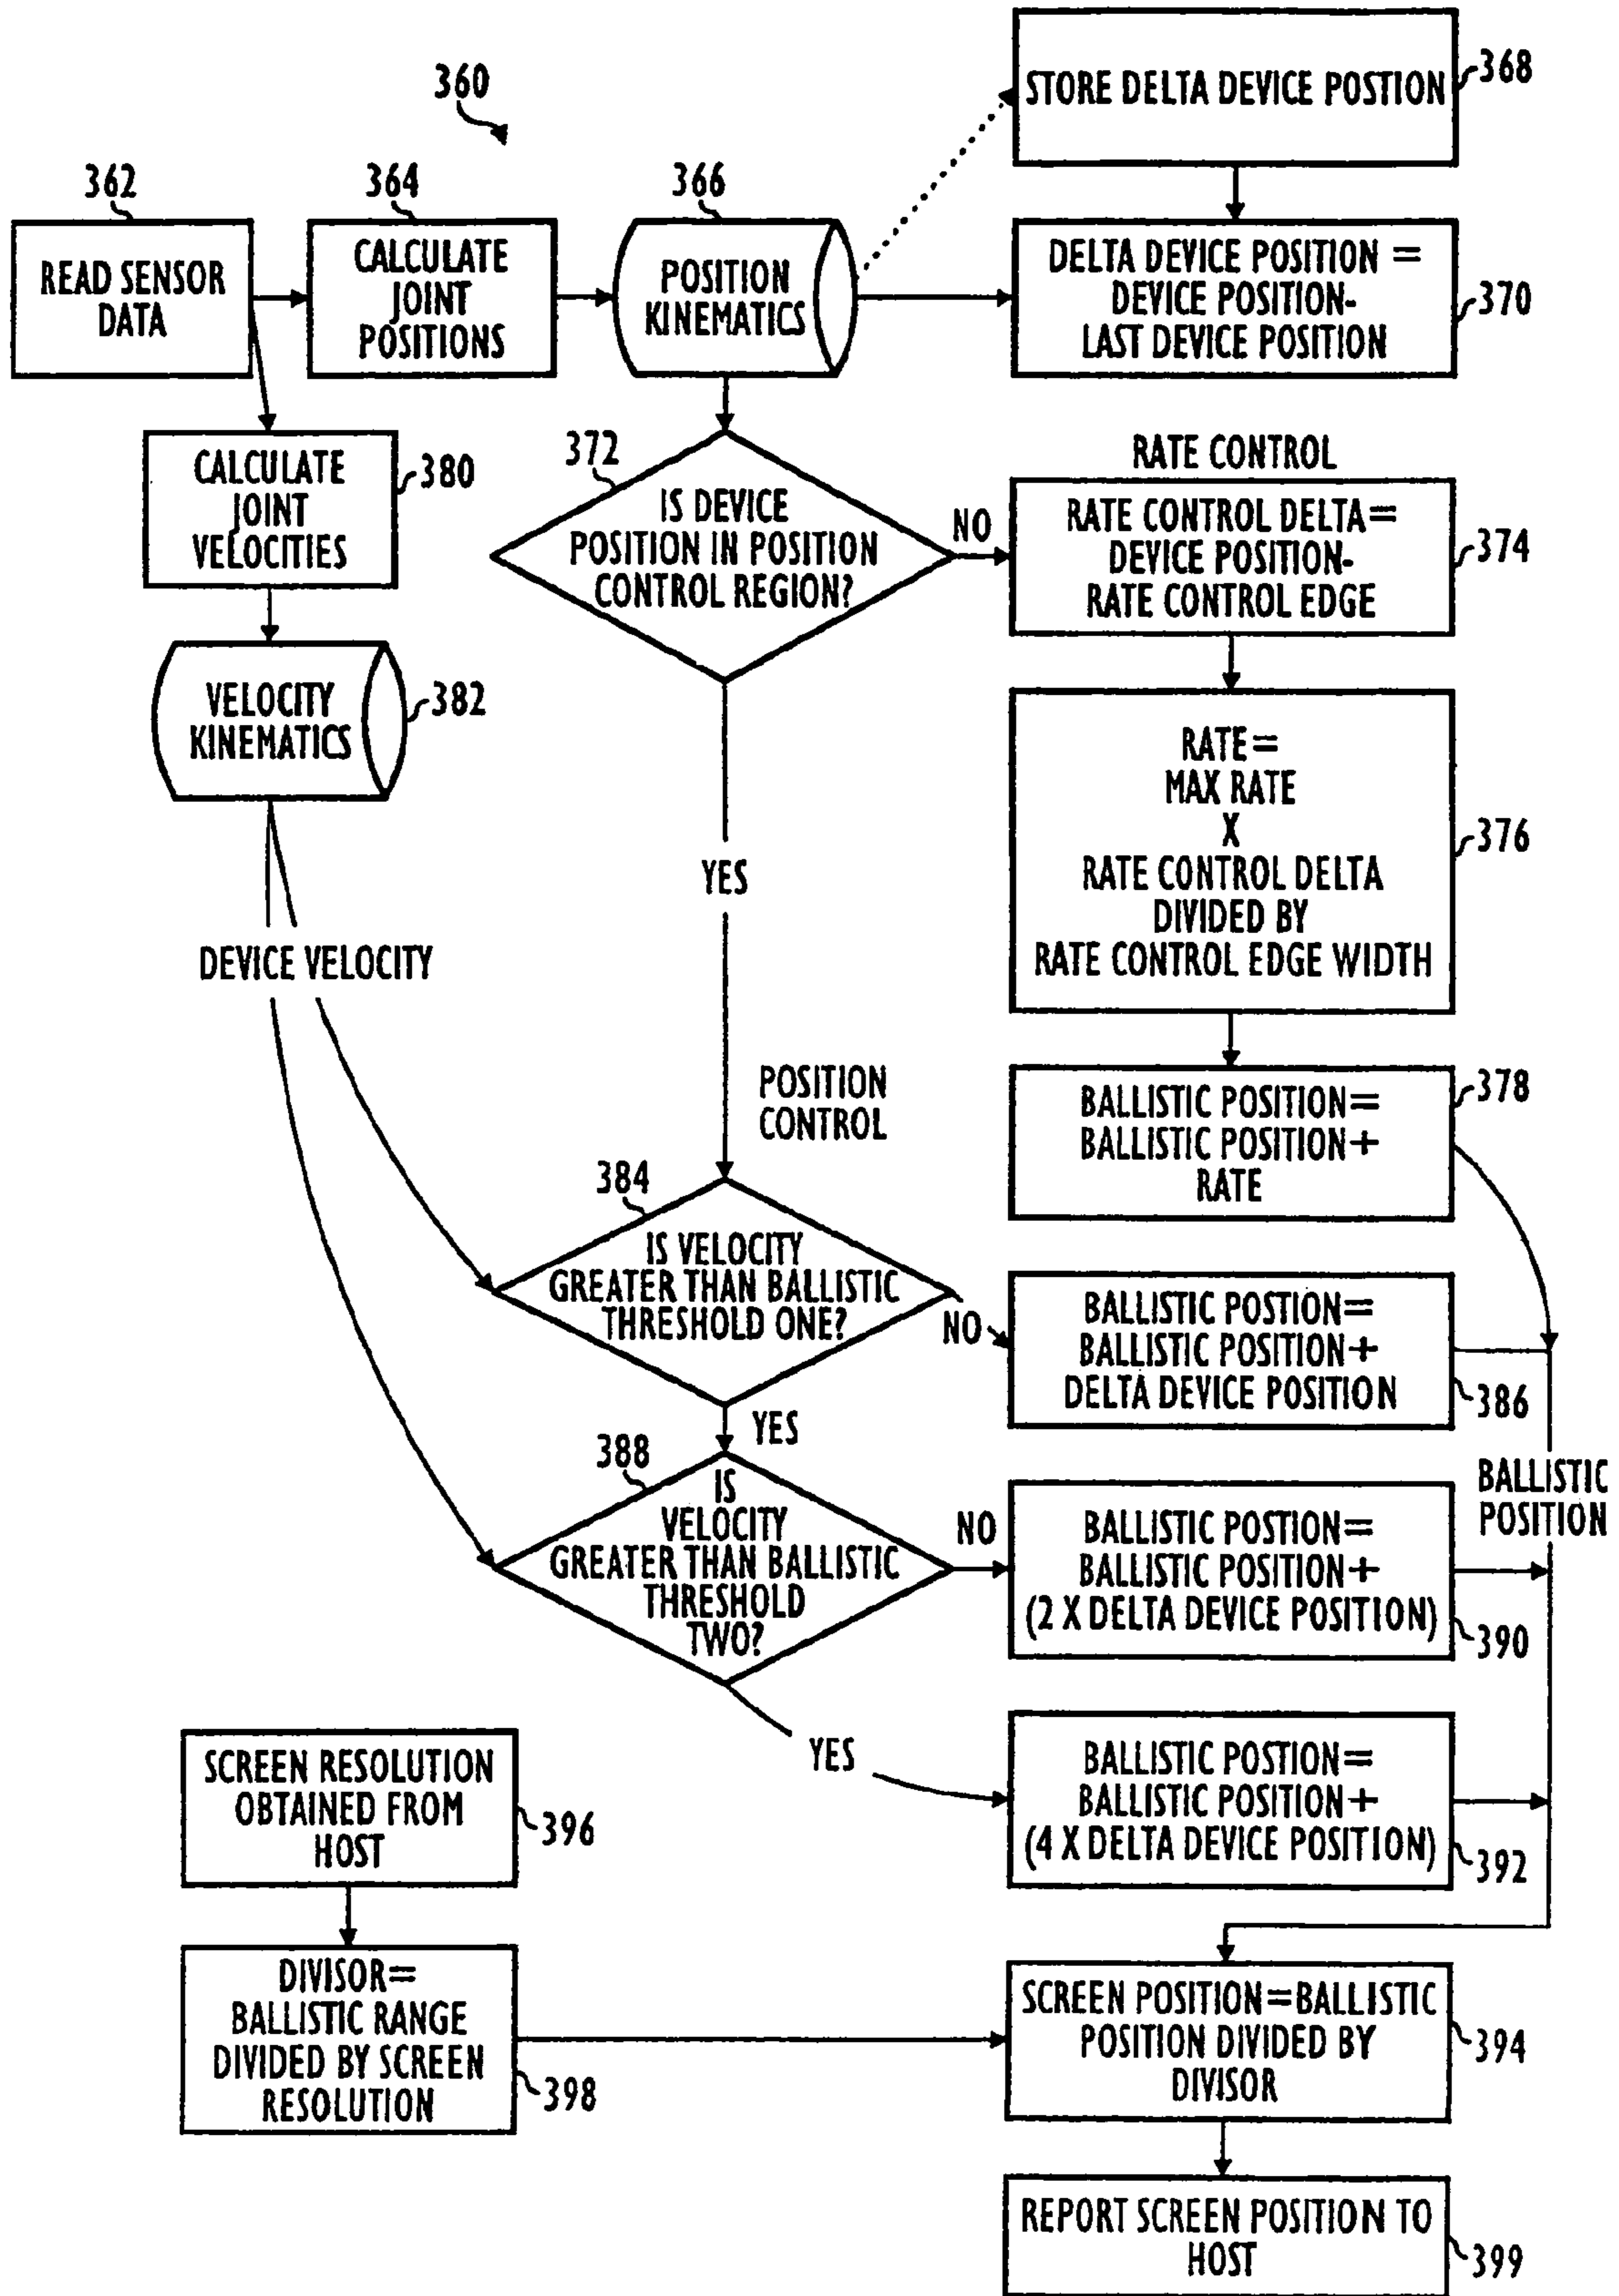 360
STORE DELTA DEVICE POSTION
368
362
READ SENSOR
DATA
364
CALCULATE
JOINT
POSITIONS
366
POSITION
KINEMATICS
DELTA DEVICE POSITION =
DEVICE POSITION-
LAST DEVICE POSITION
370
CALCULATE
JOINT
VELOCITIES
380
372
IS DEVICE
POSITION IN POSITION
CONTROL REGION?
NO
RATE CONTROL
RATE CONTROL DELTA=
DEVICE POSITION-
RATE CONTROL EDGE
374
VELOCITY
KINEMATICS
382
RATE=
MAX RATE
X
RATE CONTROL DELTA
DIVIDED BY
RATE CONTROL EDGE WIDTH
376
YES
DEVICE VELOCITY
POSITION
CONTROL
BALLISTIC POSITION=
BALLISTIC POSITION+
RATE
378
384
IS VELOCITY
GREATER THAN BALLISTIC
THRESHOLD ONE?
NO
BALLISTIC POSTION=
BALLISTIC POSITION+
DELTA DEVICE POSITION
386
YES
388
IS
VELOCITY
GREATER THAN BALLISTIC
THRESHOLD
TWO?
NO
BALLISTIC POSTION=
BALLISTIC POSITION+
(2 X DELTA DEVICE POSITION)
390
BALLISTIC
POSITION
YES
BALLISTIC POSTION=
BALLISTIC POSITION+
(4 X DELTA DEVICE POSITION)
392
SCREEN RESOLUTION
OBTAINED FROM
HOST
396
DIVISOR=
BALLISTIC RANGE
DIVIDED BY SCREEN
RESOLUTION
398
SCREEN POSITION=BALLISTIC
POSITION DIVIDED BY
DIVISOR
394
REPORT SCREEN POSITION TO
HOST
399